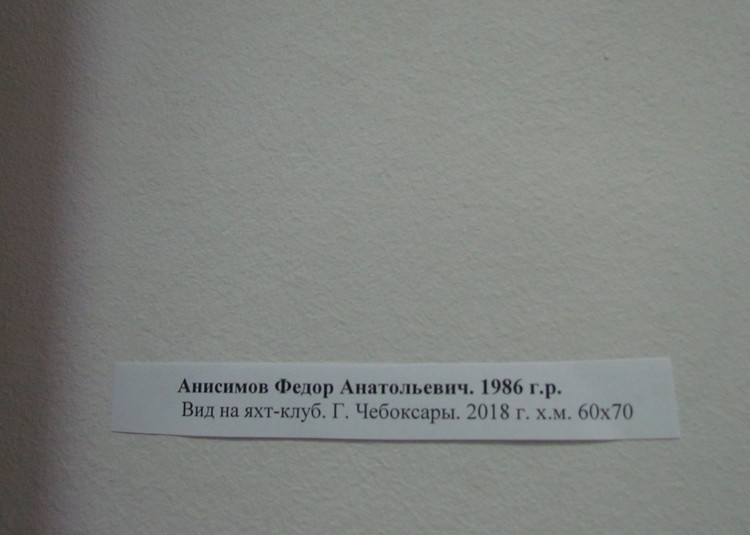 Анисимов Федор Анатольевич. 1986 г.р.
Вид на яхт-клуб. Г. Чебоксары. 2018 г. х.м. 60х70